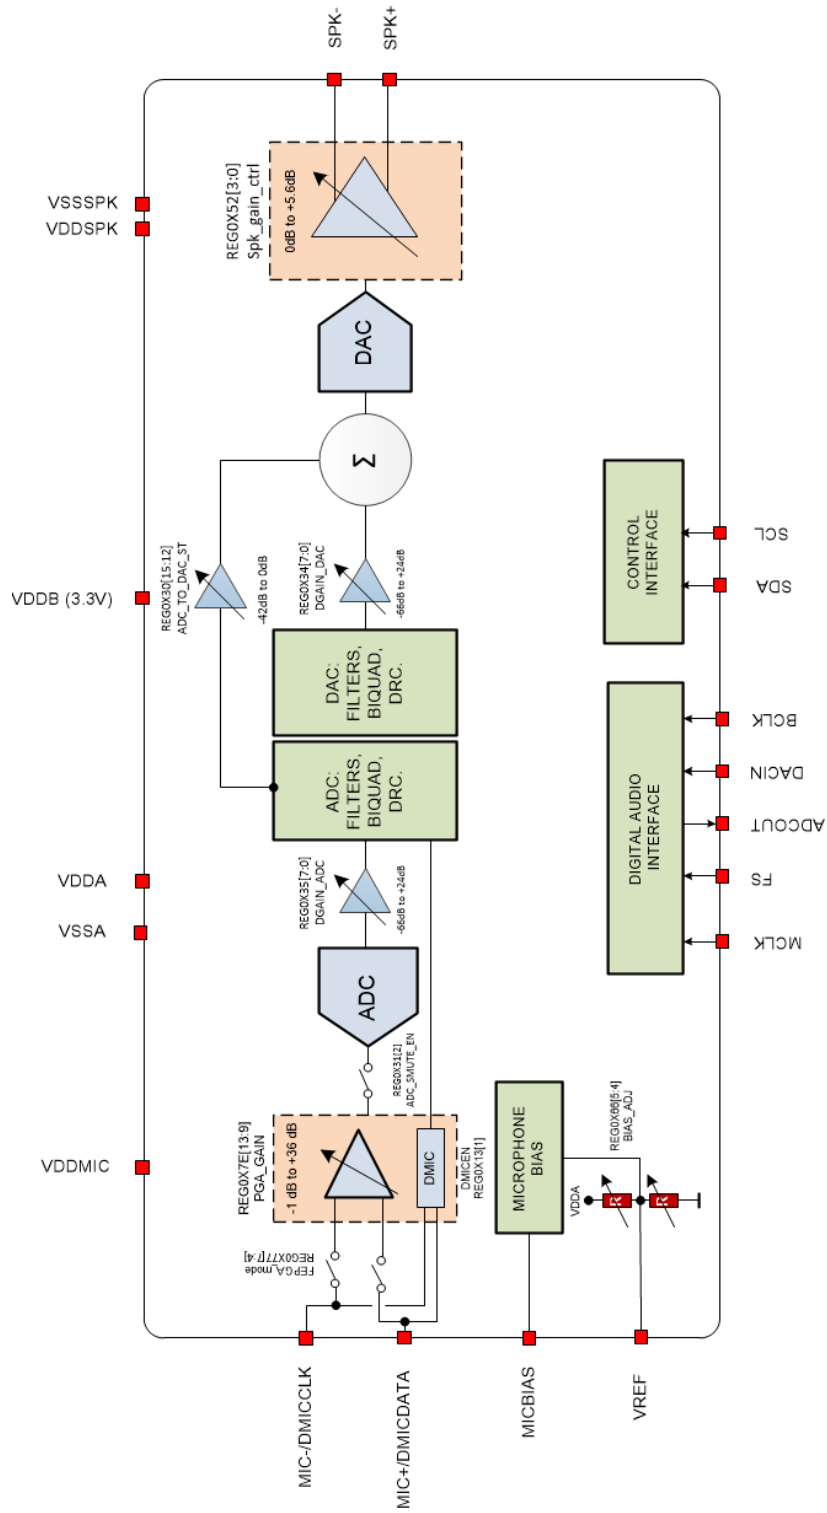 SPK-
SPK+
VSSSPK
VDDSPK
REG0X52[3:0]
Spk_gain_ctrl
0dB to +5.6dB
DAC
Σ
REG0X30[15:12]
ADC_TO_DAC_ST
-42dB to 0dB
REG0X34[7:0]
DGAIN_DAC
-66dB to +24dB
VDDB (3.3V)
DAC:
FILTERS,
BIQUAD,
DRC.
ADC:
FILTERS,
BIQUAD,
DRC.
CONTROL
INTERFACE
SCL
SDA
DIGITAL AUDIO
INTERFACE
BCLK
DACIN
ADCOUT
FS
MCLK
VDDA
VSSA
REG0X35[7:0]
DGAIN_ADC
-66dB to +24dB
ADC
REG0X31[2]
ADC_SMUTE_EN
VDDMIC
REG0X7E[13:9]
PGA_GAIN
-1 dB to +36 dB
DMIC
DMICEN
REG0X13[1]
FEPGA_mode
REG0X77[7:4]
MICROPHONE
BIAS
REG0X66[5:4]
BIAS_ADJ
VDDA
R
R
MIC-/DMICCLK
MIC+/DMICDATA
MICBIAS
VREF